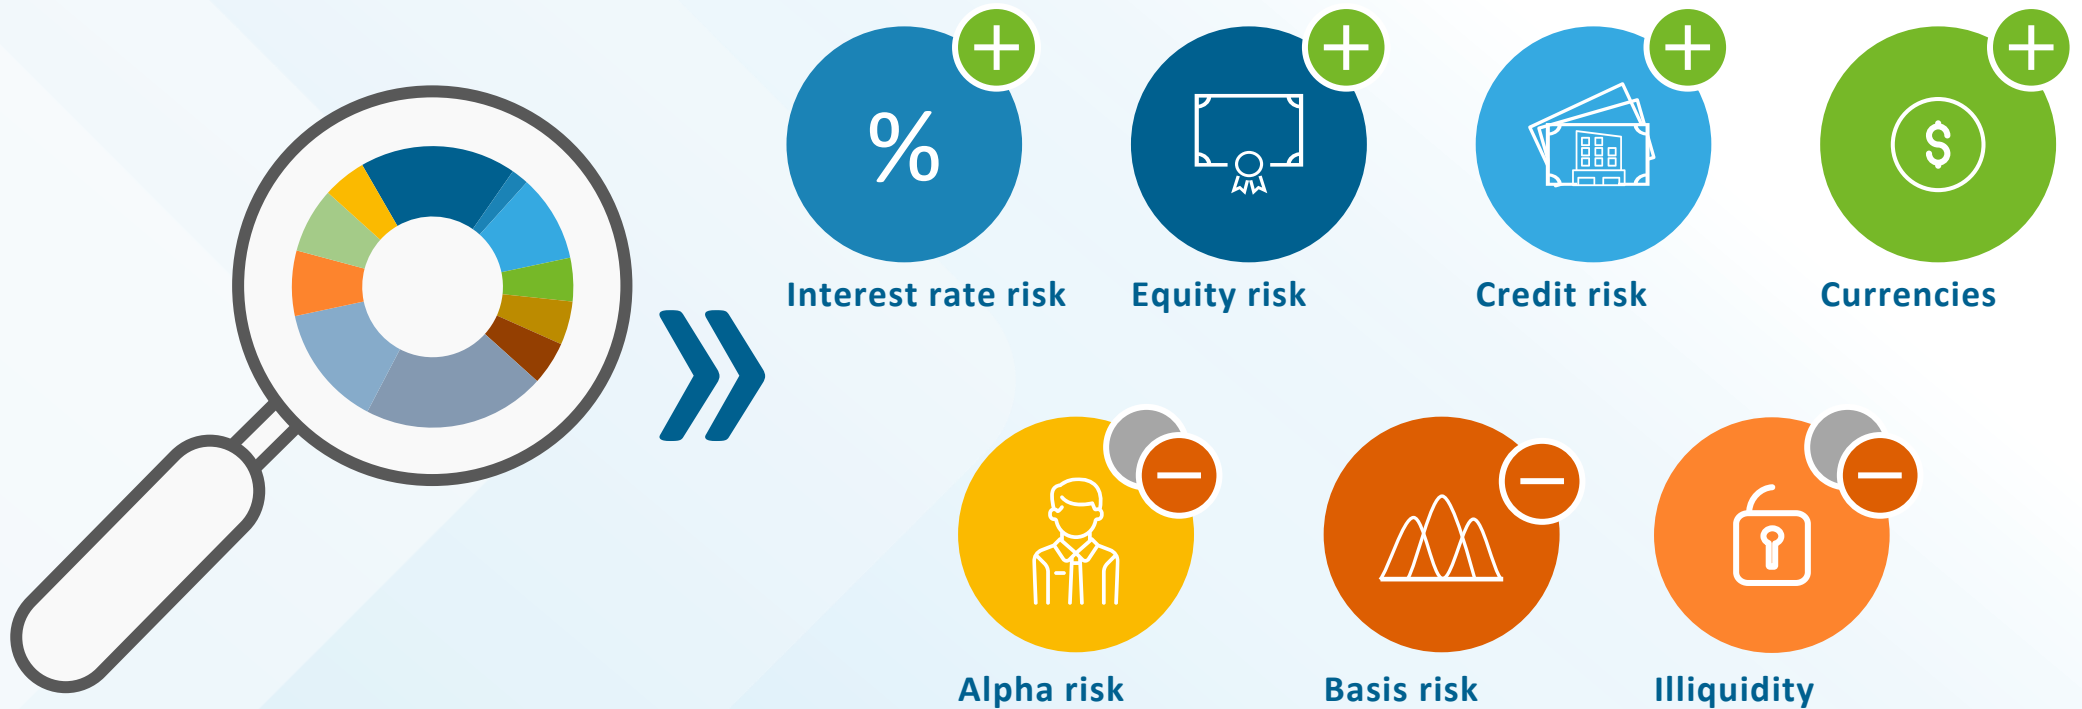 %
$
Interest rate risk
Equity risk
Credit risk
Currencies
Alpha risk
Basis risk
Illiquidity